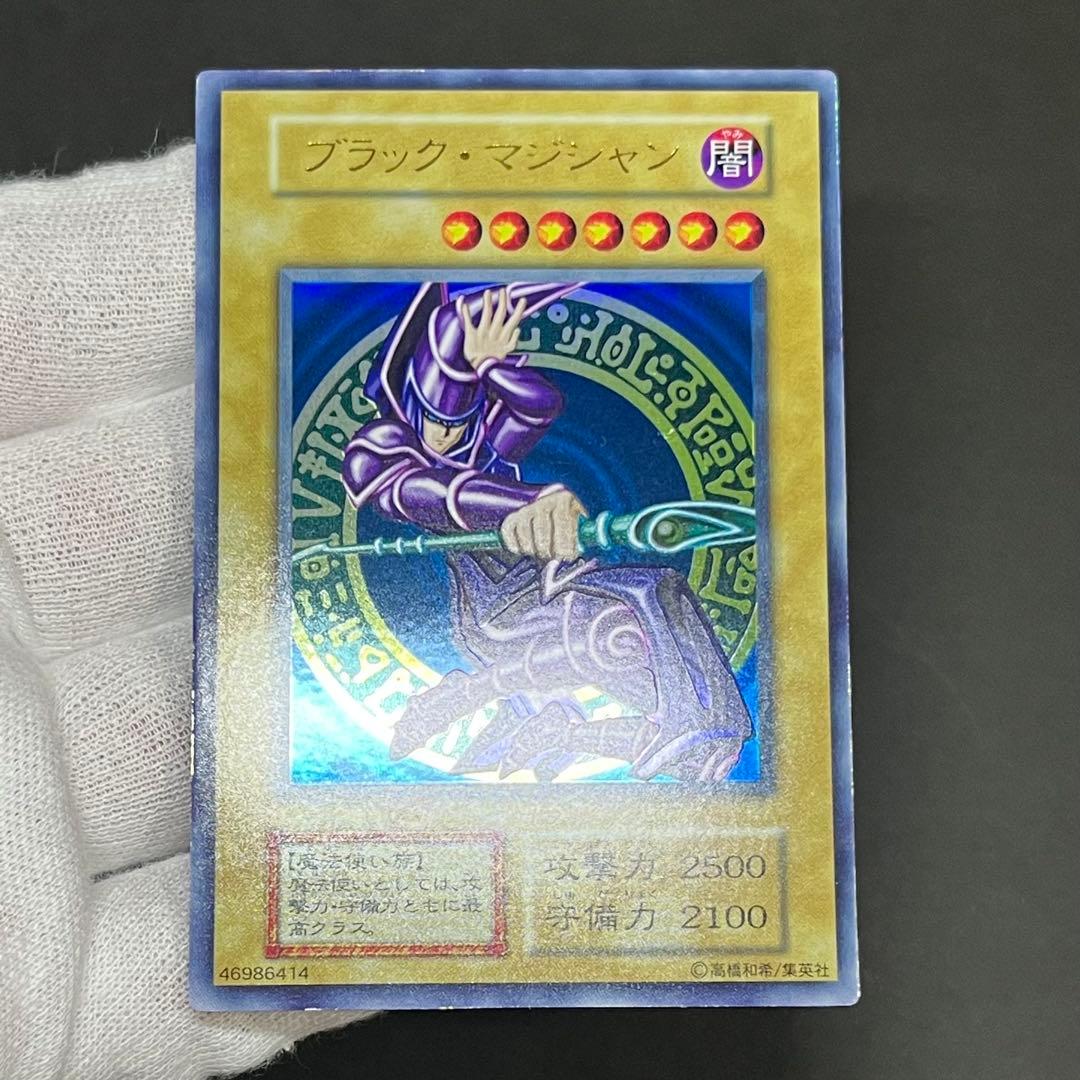 ブラック・マジシャン
やみ
闇
【魔法使い族】
魔法使いとしては、攻
撃力・守備力ともに最
高クラス。
攻撃力 2500
守備力 2100
46986414
©高橋和希/集英社